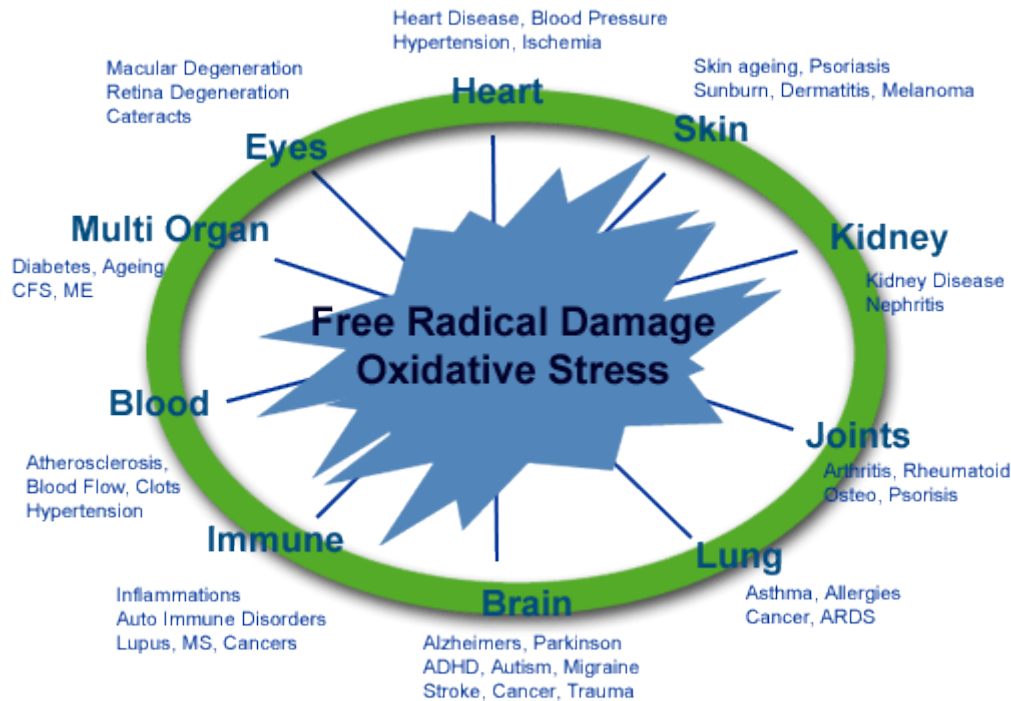 Heart Disease, Blood Pressure
Hypertension, Ischemia
Heart
Skin ageing, Psoriasis
Sunburn, Dermatitis, Melanoma
Skin
Macular Degeneration
Retina Degeneration
Cateracts
Eyes
Multi Organ
Diabetes, Ageing
CFS, ME
Kidney
Kidney Disease
Nephritis
Free Radical Damage
Oxidative Stress
Blood
Atherosclerosis,
Blood Flow, Clots
Hypertension
Joints
Arthritis, Rheumatoid
Osteo, Psorisis
Immune
Inflammations
Auto Immune Disorders
Lupus, MS, Cancers
Lung
Asthma, Allergies
Cancer, ARDS
Brain
Alzheimers, Parkinson
ADHD, Autism, Migraine
Stroke, Cancer, Trauma